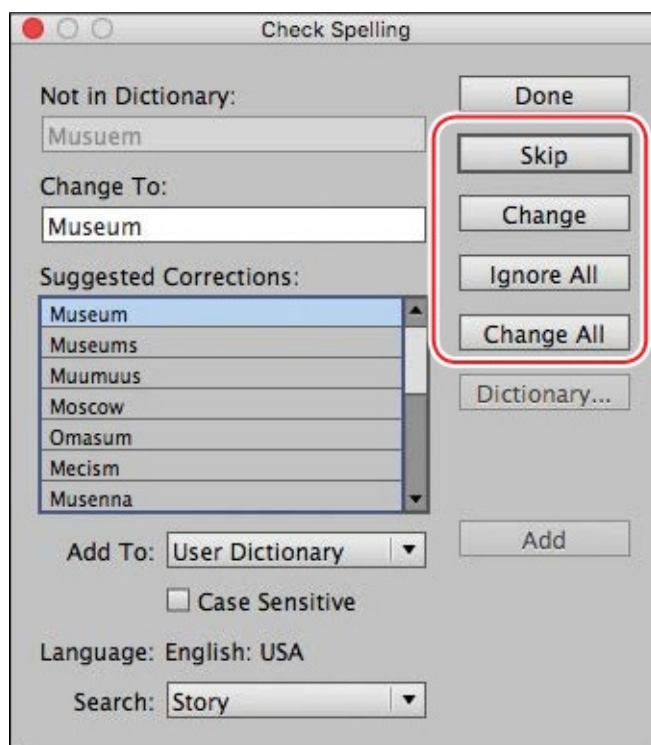 Check Spelling
Not in Dictionary:
Done
Musuem
Skip
Change To:
Museum
Change
Suggested Corrections:
Ignore All
Museum
Museums
Change All
Muumuus
Moscow
Dictionary...
Omasum
Mecism
Musenna
Add To: User Dictionary
Add
Case Sensitive
Language: English: USA
Search: Story